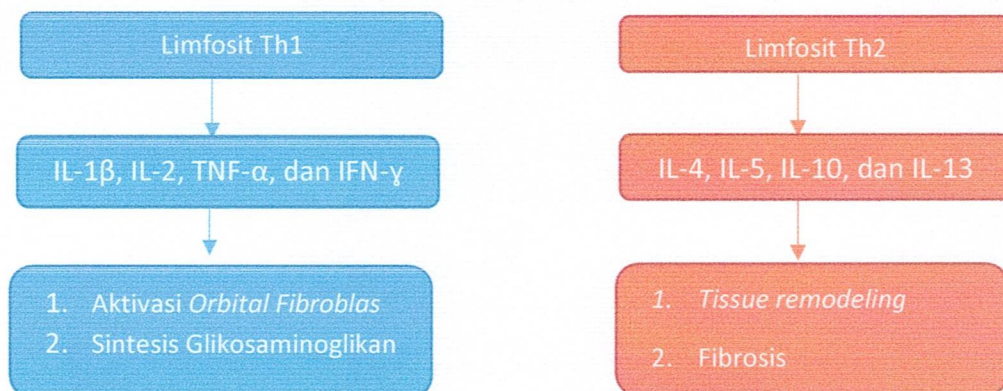 Limfosit Th1
IL-1β, IL-2, TNF-α, dan IFN-ɣ
1. Aktivasi Orbital Fibroblas
2. Sintesis Glikosaminoglikan
Limfosit Th2
IL-4, IL-5, IL-10, dan IL-13
1. Tissue remodeling
2. Fibrosis